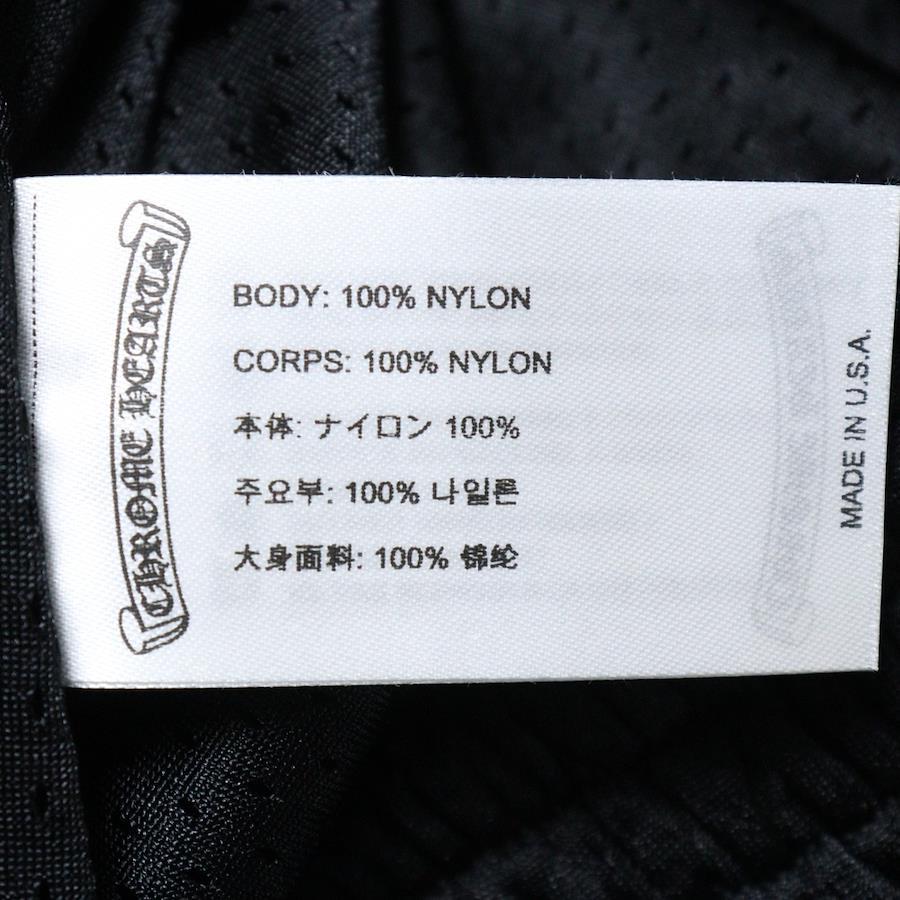 CHROME HEARTS
BODY: 100% NYLON
CORPS: 100% NYLON
本体: ナイロン 100%
주요부: 100% 나일론
大身面料: 100% 锦纶
MADE IN U.S.A.